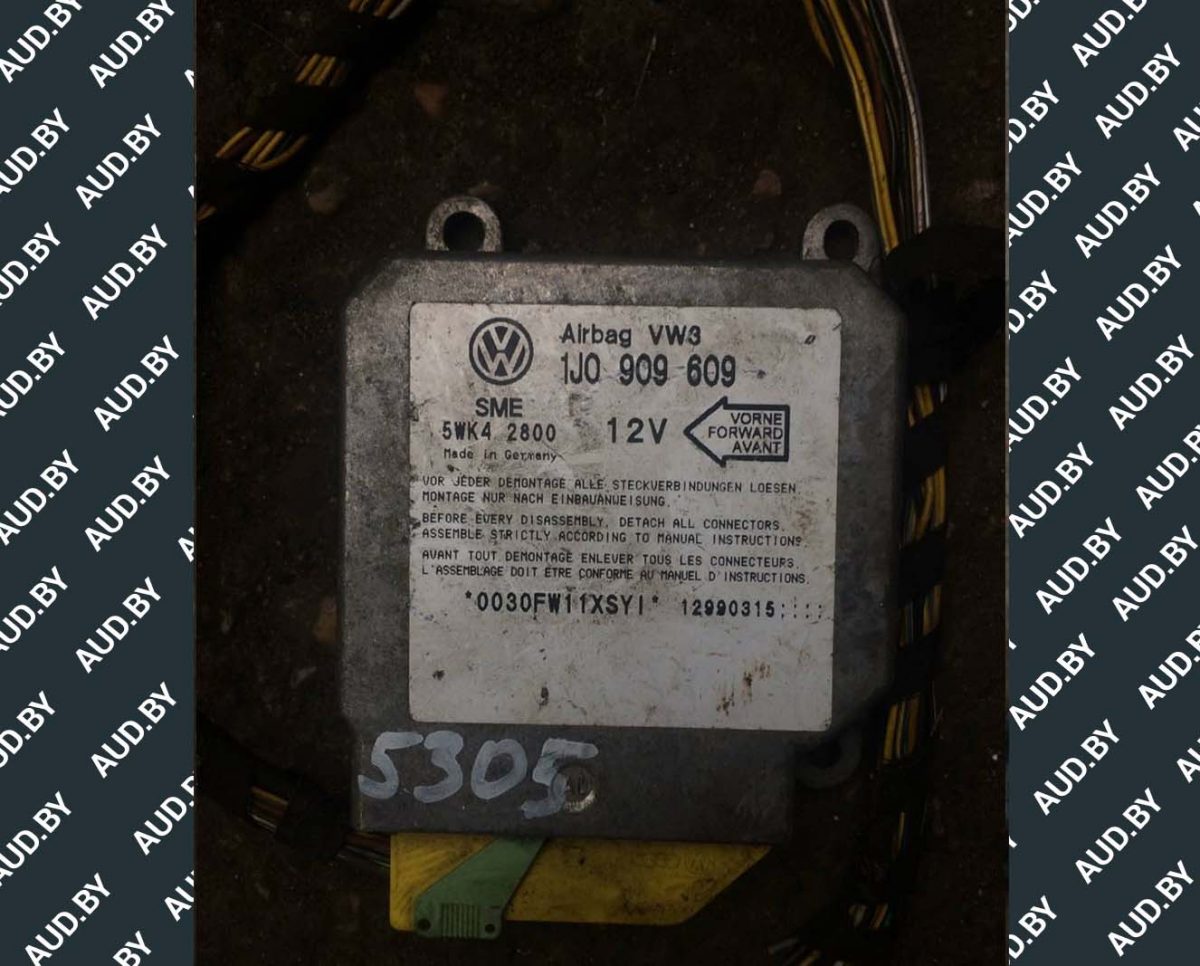 Airbag VW3
1J0 909 609
SME
5WK4 2800
Made in Germany
12V
VORNE
FORWARD
AVANT
VOR JEDER DEMONTAGE ALLE STECKVERBINDUNGEN LOESEN
MONTAGE NUR NACH EINBAUANWEISUNG.
BEFORE EVERY DISASSEMBLY, DETACH ALL CONNECTORS.
ASSEMBLE STRICTLY ACCORDING TO MANUAL INSTRUCTIONS.
AVANT TOUT DEMONTAGE ENLEVER TOUS LES CONNECTEURS.
L'ASSEMBLAGE DOIT ETRE CONFORME AU MANUEL D'INSTRUCTIONS.
*0030FW11XSYI* 12990315::::
5305
AUD.BY